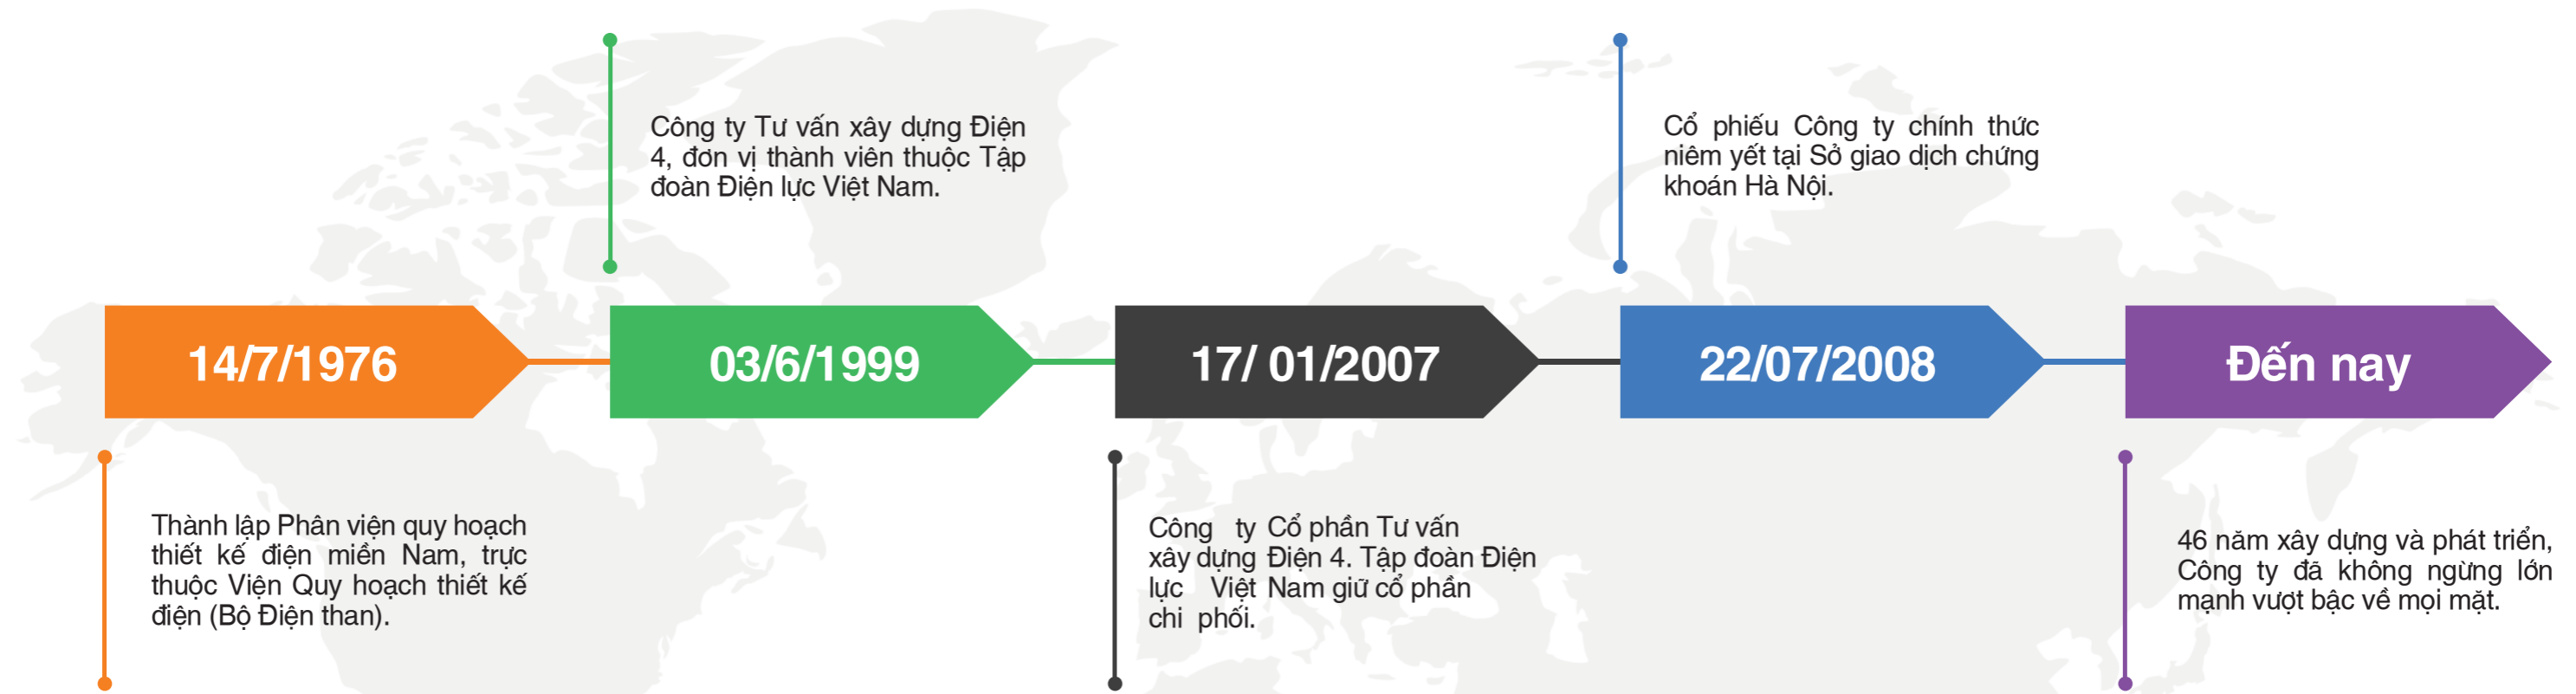 14/7/1976
Thành lập Phân viện quy hoạch
thiết kế điện miền Nam, trực
thuộc Viện Quy hoạch thiết kế
điện (Bộ Điện than).
Công ty Tư vấn xây dựng Điện
4, đơn vị thành viên thuộc Tập
đoàn Điện lực Việt Nam.
03/6/1999
17/ 01/2007
Công ty Cổ phần Tư vấn
xây dựng Điện 4. Tập đoàn Điện
lực Việt Nam giữ cổ phần
chi phối.
Cổ phiếu Công ty chính thức
niêm yết tại Sở giao dịch chứng
khoán Hà Nội.
22/07/2008
Đến nay
46 năm xây dựng và phát triển,
Công ty đã không ngừng lớn
mạnh vượt bậc về mọi mặt.